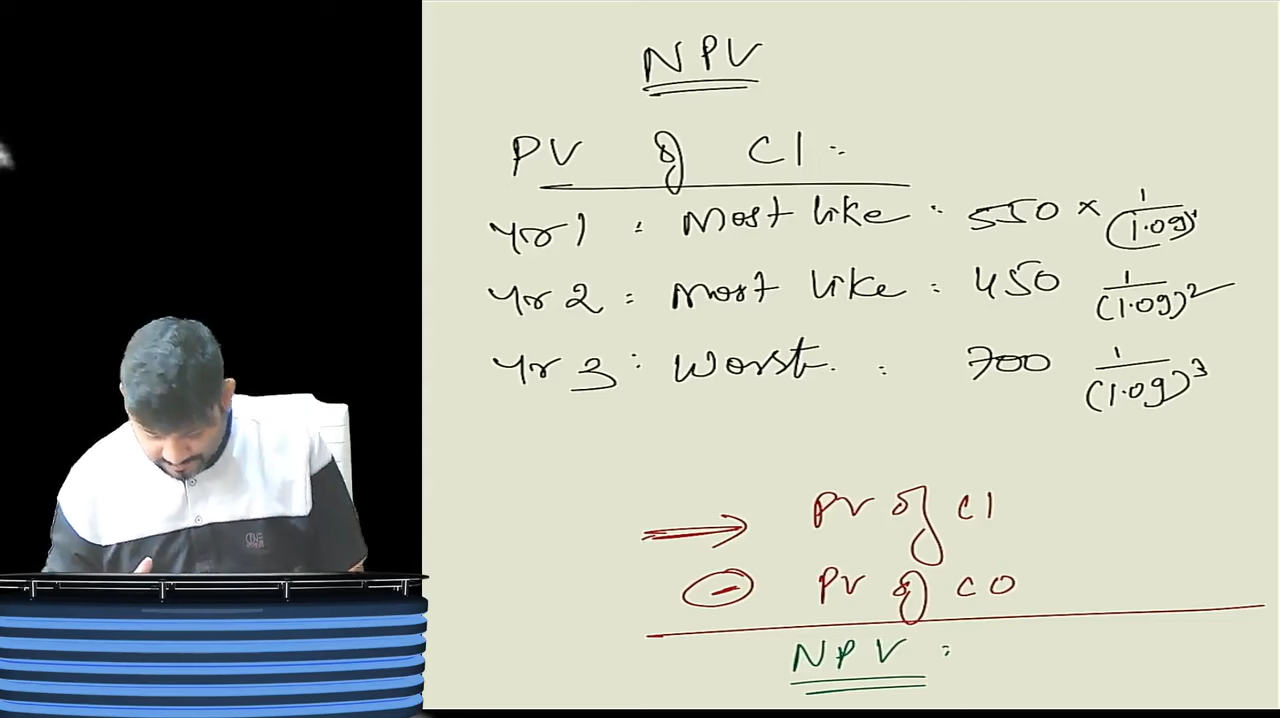 NPV
PV of CI :-
Yr 1 : Most like : 550 × 1/(1.09)¹
Yr 2 : Most like : 450 1/(1.09)²
Yr 3 : Worst. : 700 1/(1.09)³
⇒ PV of CI
⊖ PV of CO
NPV :